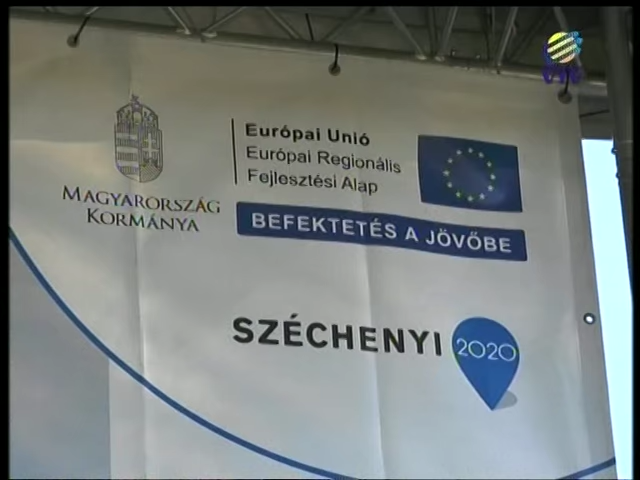 Európai Unió
Európai Regionális
Fejlesztési Alap
MAGYARORSZÁG
KORMÁNYA
BEFEKTETÉS A JÖVŐBE
SZÉCHENYI 2020